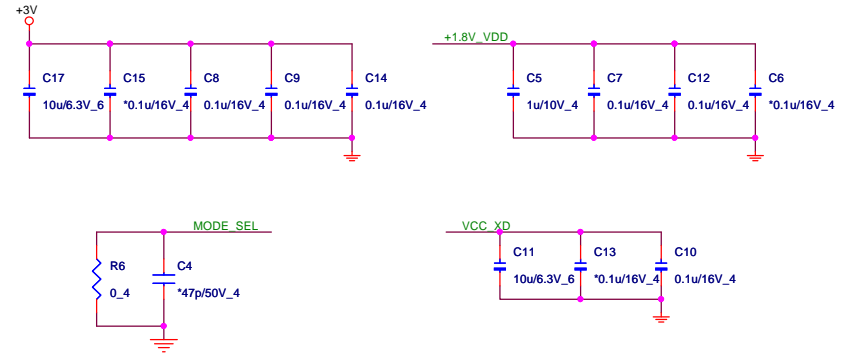 +3V
+1.8V_VDD
C17 C15 C8 C9 C14 C5 C7 C12 C6
10u/6.3V_6 *0.1u/16V_4 0.1u/16V_4 0.1u/16V_4 0.1u/16V_4 1u/10V_4 0.1u/16V_4 0.1u/16V_4 *0.1u/16V_4
MODE_SEL VCC_XD
C11 C13 C10
R6 C4
10u/6.3V_6 *0.1u/16V_4 0.1u/16V_4
0_4 *47p/50V_4